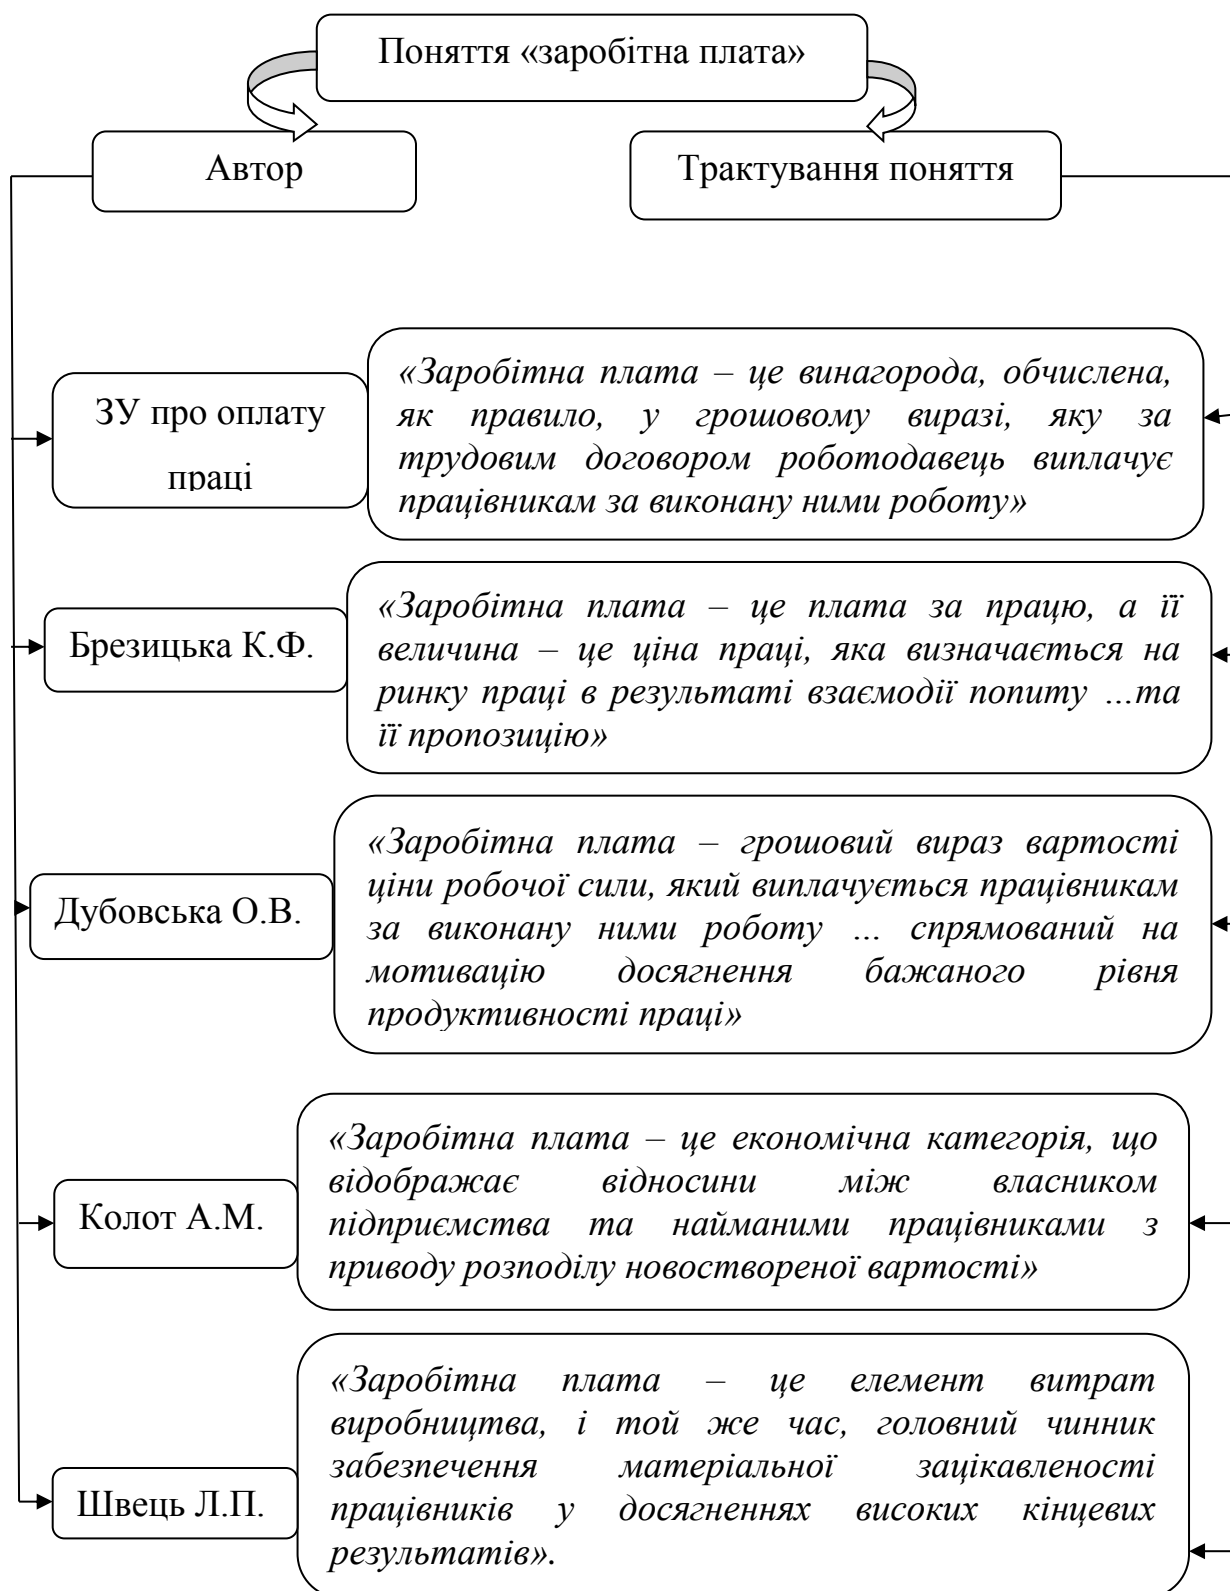 Поняття «заробітна плата»
Автор
Трактування поняття
ЗУ про оплату
праці
«Заробітна плата – це винагорода, обчислена,
як правило, у грошовому виразі, яку за
трудовим договором роботодавець виплачує
працівникам за виконану ними роботу»
Брезицька К.Ф.
«Заробітна плата – це плата за працю, а її
величина – це ціна праці, яка визначається на
ринку праці в результаті взаємодії попиту ...та
її пропозицію»
Дубовська О.В.
«Заробітна плата – грошовий вираз вартості
ціни робочої сили, який виплачується працівникам
за виконану ними роботу ... спрямований на
мотивацію досягнення бажаного рівня
продуктивності праці»
Колот А.М.
«Заробітна плата – це економічна категорія, що
відображає відносини між власником
підприємства та найманими працівниками з
приводу розподілу новоствореної вартості»
Швець Л.П.
«Заробітна плата – це елемент витрат
виробництва, і той же час, головний чинник
забезпечення матеріальної зацікавленості
працівників у досягненнях високих кінцевих
результатів».